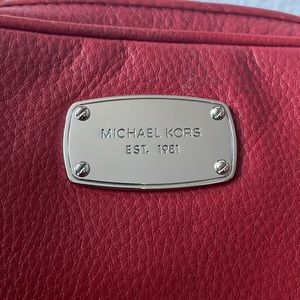 MICHAEL KORS
EST. 1981